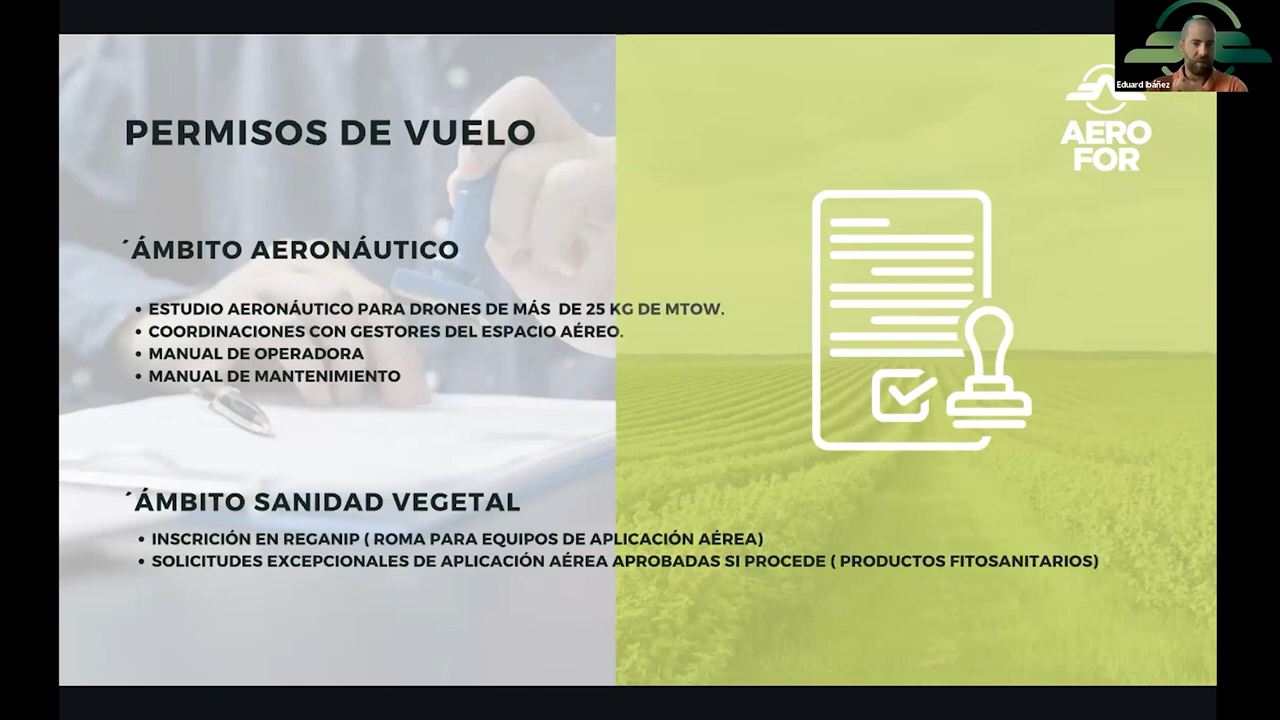 Eduard Ibáñez
AERO
FOR
PERMISOS DE VUELO
´ÁMBITO AERONÁUTICO
• ESTUDIO AERONÁUTICO PARA DRONES DE MÁS DE 25 KG DE MTOW.
• COORDINACIONES CON GESTORES DEL ESPACIO AÉREO.
• MANUAL DE OPERADORA
• MANUAL DE MANTENIMIENTO
´ÁMBITO SANIDAD VEGETAL
• INSCRICIÓN EN REGANIP ( ROMA PARA EQUIPOS DE APLICACIÓN AÉREA)
• SOLICITUDES EXCEPCIONALES DE APLICACIÓN AÉREA APROBADAS SI PROCEDE ( PRODUCTOS FITOSANITARIOS)